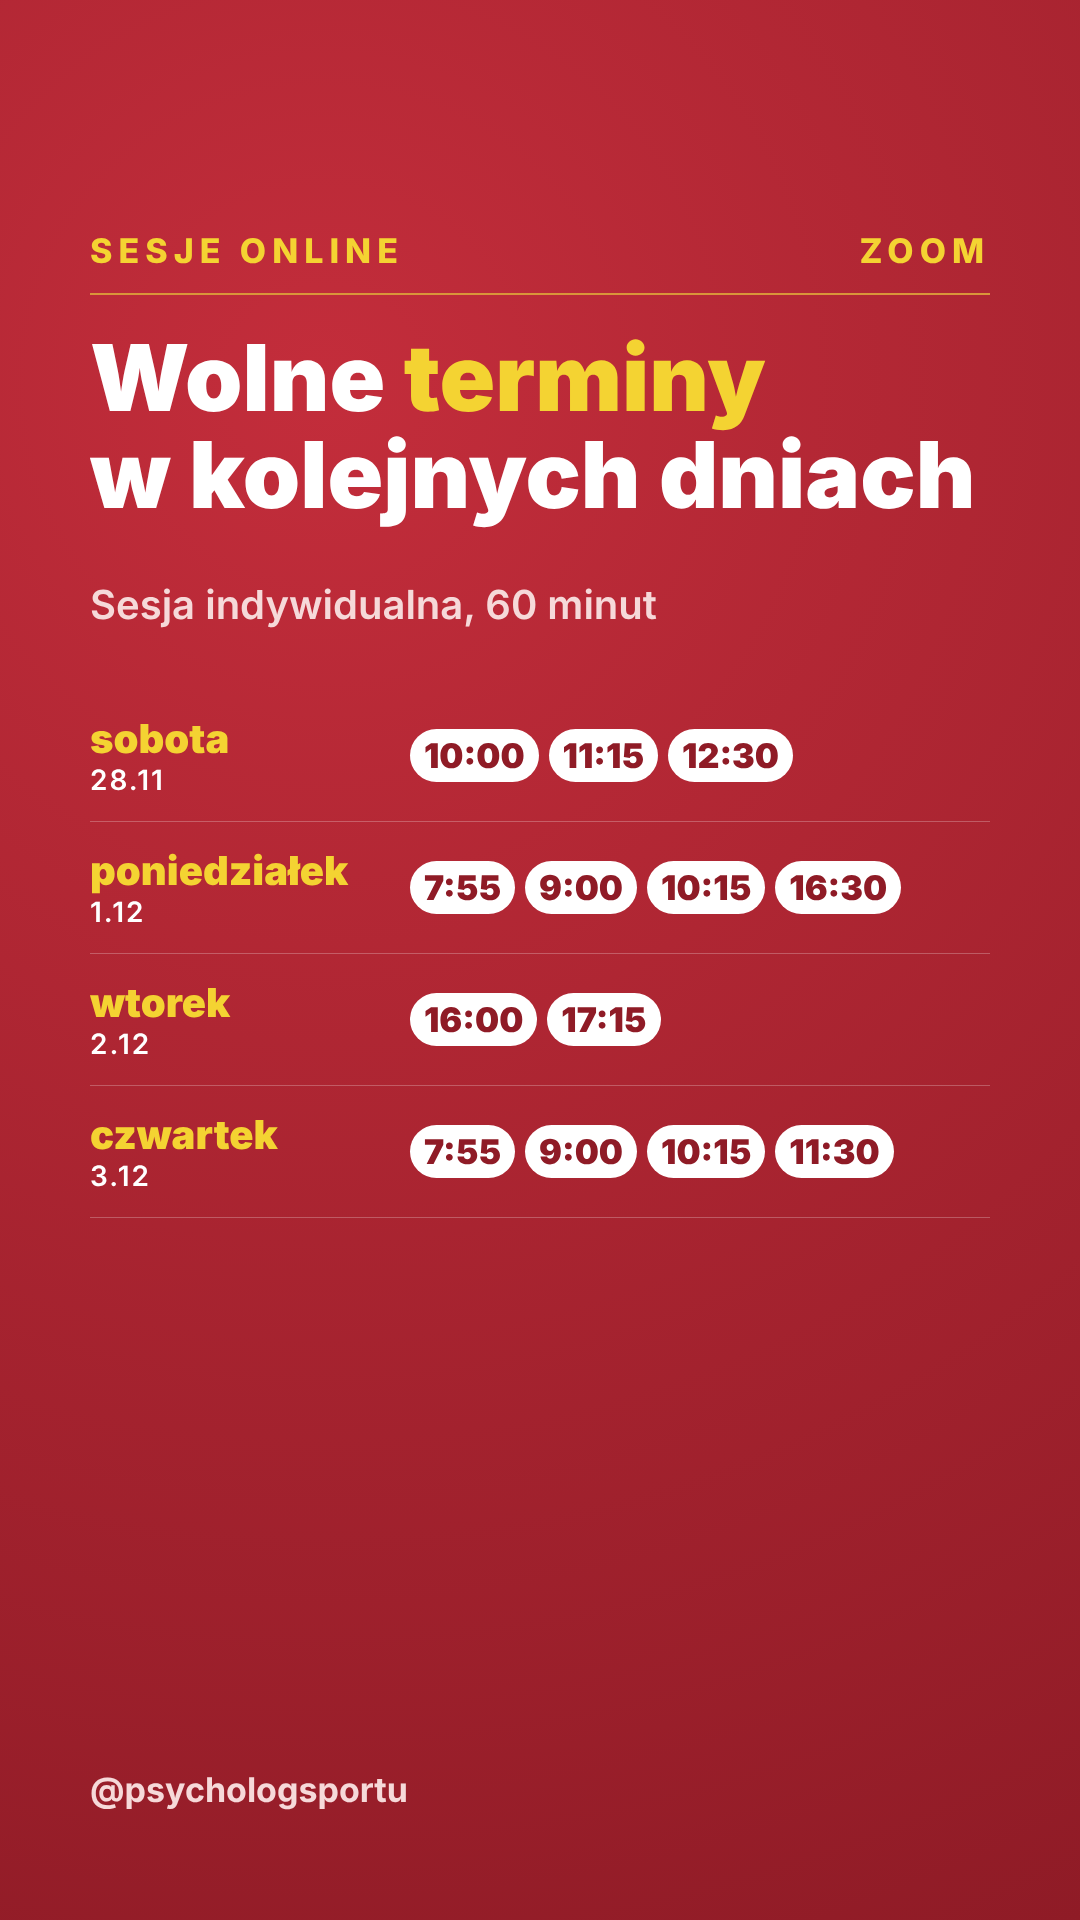 SESJE ONLINE ZOOM
Wolne terminy
w kolejnych dniach
Sesja indywidualna, 60 minut
sobota
28.11
10:00 11:15 12:30
poniedziałek
1.12
7:55 9:00 10:15 16:30
wtorek
2.12
16:00 17:15
czwartek
3.12
7:55 9:00 10:15 11:30
@psychologsportu